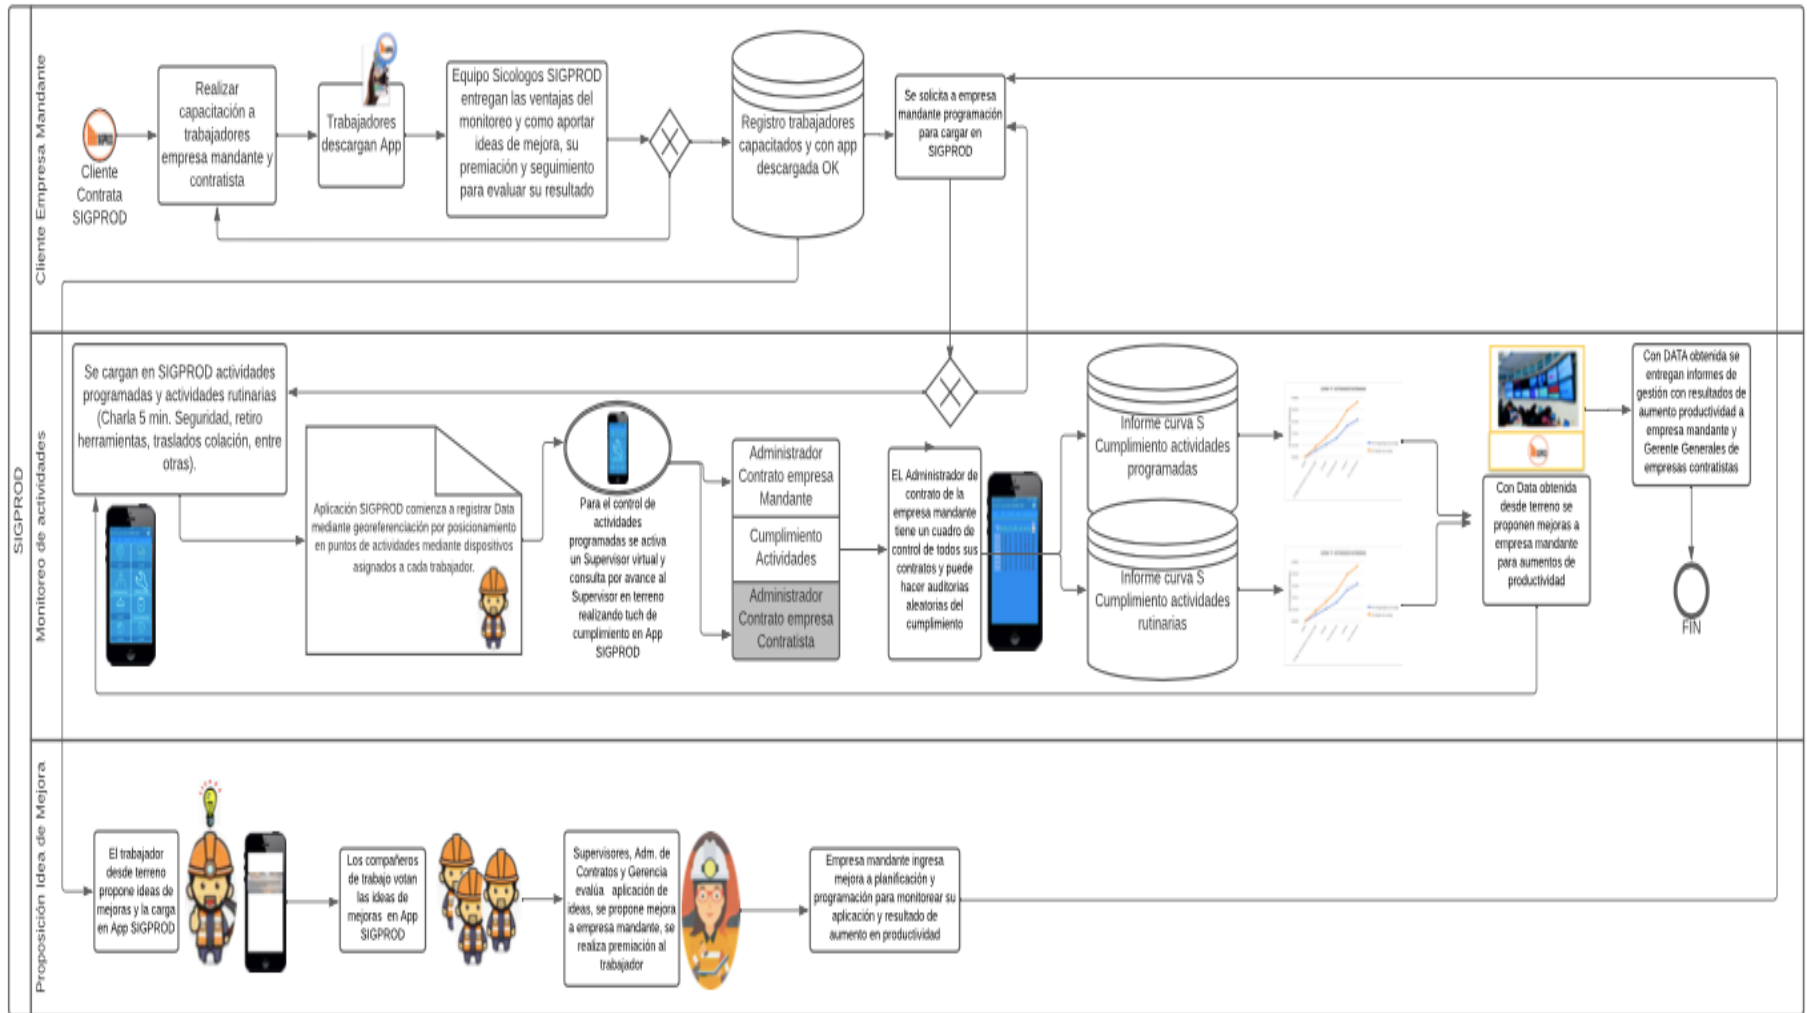 SIGPROD
Cliente Empresa Mandante
Cliente
Contrata
SIGPROD
Realizar
capacitación a
trabajadores
empresa mandante y
contratista
Trabajadores
descargan App
Equipo Sicologos SIGPROD
entregan las ventajas del
monitoreo y como aportar
ideas de mejora, su
premiación y seguimiento
para evaluar su resultado
Registro trabajadores
capacitados y con app
descargada OK
Se solicita a empresa
mandante programación
para cargar en
SIGPROD
Monitoreo de actividades
Se cargan en SIGPROD actividades
programadas y actividades rutinarias
(Charla 5 min. Seguridad, retiro
herramientas, traslados colación, entre
otras).
Aplicación SIGPROD comienza a registrar Data
mediante georeferenciación por posicionamiento
en puntos de actividades mediante dispositivos
asignados a cada trabajador.
Para el control de
actividades
programadas se activa
un Supervisor virtual y
consulta por avance al
Supervisor en terreno
realizando tuch de
cumplimiento en App
SIGPROD
Administrador
Contrato empresa
Mandante
Cumplimiento
Actividades
Administrador
Contrato empresa
Contratista
EL Administrador de
contrato de la
empresa mandante
tiene un cuadro de
control de todos sus
contratos y puede
hacer auditorias
aleatorias del
cumplimiento
Informe curva S
Cumplimiento actividades
programadas
Informe curva S
Cumplimiento actividades
rutinarias
Con Data obtenida
desde terreno se
proponen mejoras a
empresa mandante
para aumentos de
productividad
Con DATA obtenida se
entregan informes de
gestión con resultados de
aumento productividad a
empresa mandante y
Gerente Generales de
empresas contratistas
FIN
Proposición Idea de Mejora
El trabajador
desde terreno
propone ideas de
mejoras y la carga
en App SIGPROD
Los compañeros
de trabajo votan
las ideas de
mejoras en App
SIGPROD
Supervisores, Adm. de
Contratos y Gerencia
evalúa aplicación de
ideas, se propone mejora
a empresa mandante, se
realiza premiación al
trabajador
Empresa mandante ingresa
mejora a planificación y
programación para monitorear su
aplicación y resultado de
aumento en productividad